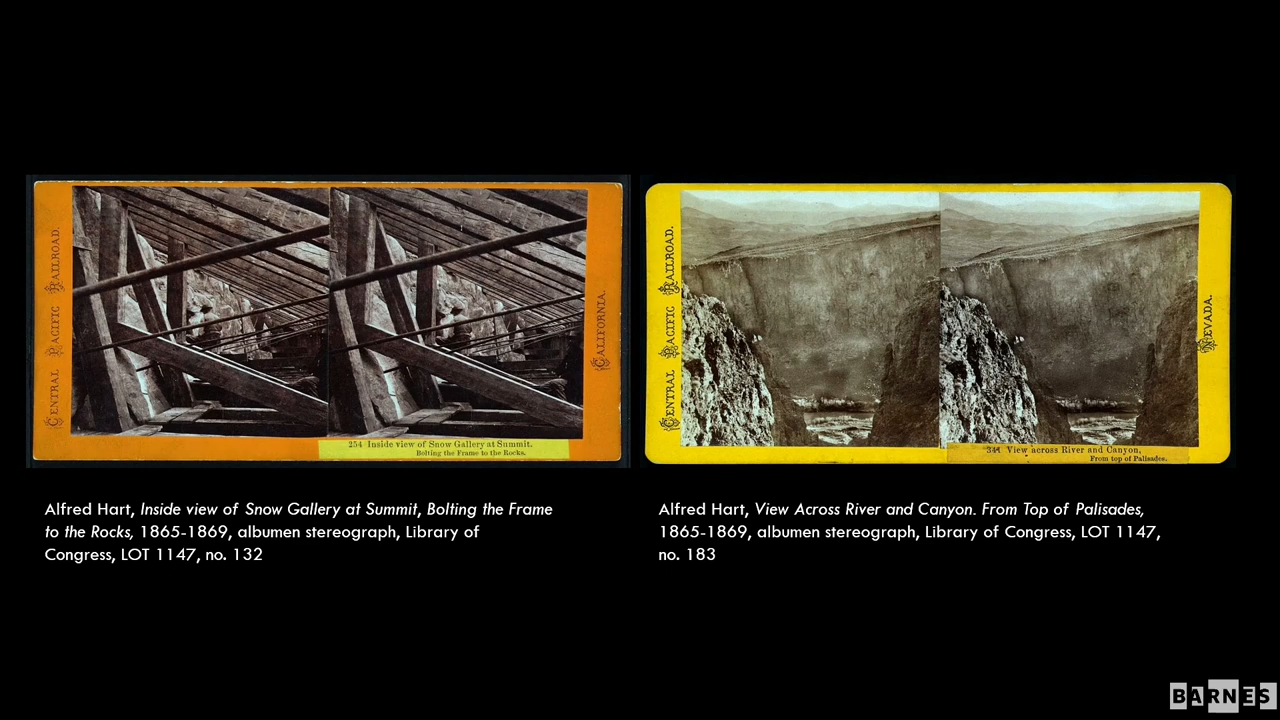 CENTRAL PACIFIC RAILROAD.
CALIFORNIA.
254 Inside view of Snow Gallery at Summit.
Bolting the Frame to the Rocks.
CENTRAL PACIFIC RAILROAD.
NEVADA.
341 View across River and Canyon,
From top of Palisades.
Alfred Hart, Inside view of Snow Gallery at Summit, Bolting the Frame
to the Rocks, 1865-1869, albumen stereograph, Library of
Congress, LOT 1147, no. 132
Alfred Hart, View Across River and Canyon. From Top of Palisades,
1865-1869, albumen stereograph, Library of Congress, LOT 1147,
no. 183
BARNES